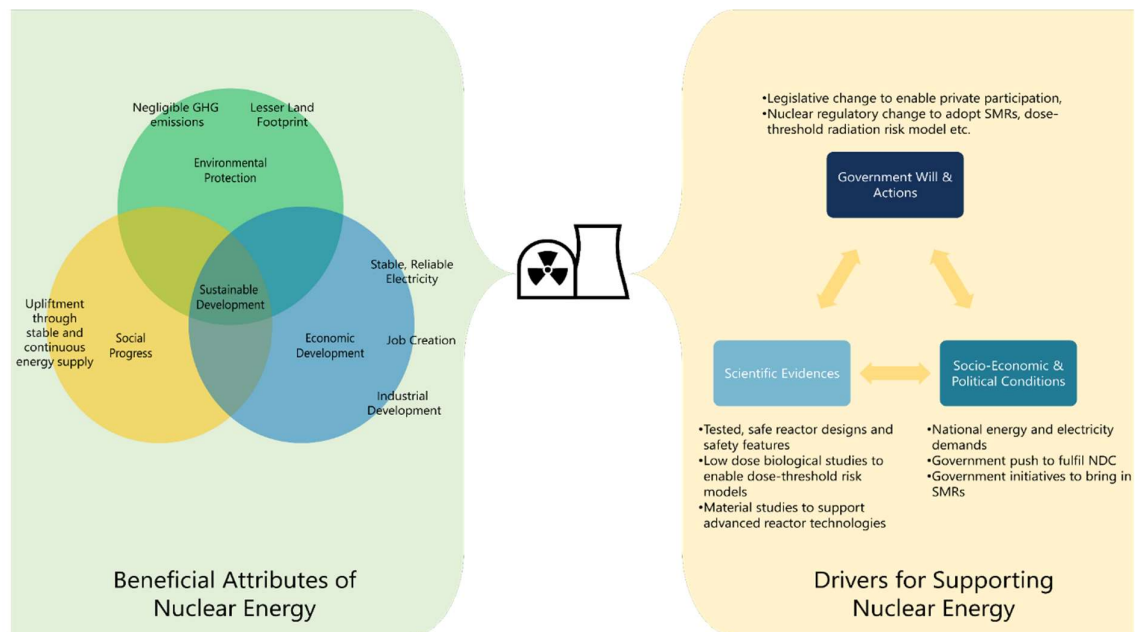 Negligible GHG
emissions
Lesser Land
Footprint
Environmental
Protection
Stable, Reliable
Electricity
Sustainable
Development
Upliftment
through
stable and
continuous
energy supply
Social
Progress
Economic
Development
Job Creation
Industrial
Development
Beneficial Attributes of
Nuclear Energy
•Legislative change to enable private participation,
•Nuclear regulatory change to adopt SMRs, dose-
threshold radiation risk model etc.
Government Will &
Actions
Scientific Evidences
Socio-Economic &
Political Conditions
•Tested, safe reactor designs and
safety features
•Low dose biological studies to
enable dose-threshold risk
models
•Material studies to support
advanced reactor technologies
•National energy and electricity
demands
•Government push to fulfil NDC
•Government initiatives to bring in
SMRs
Drivers for Supporting
Nuclear Energy